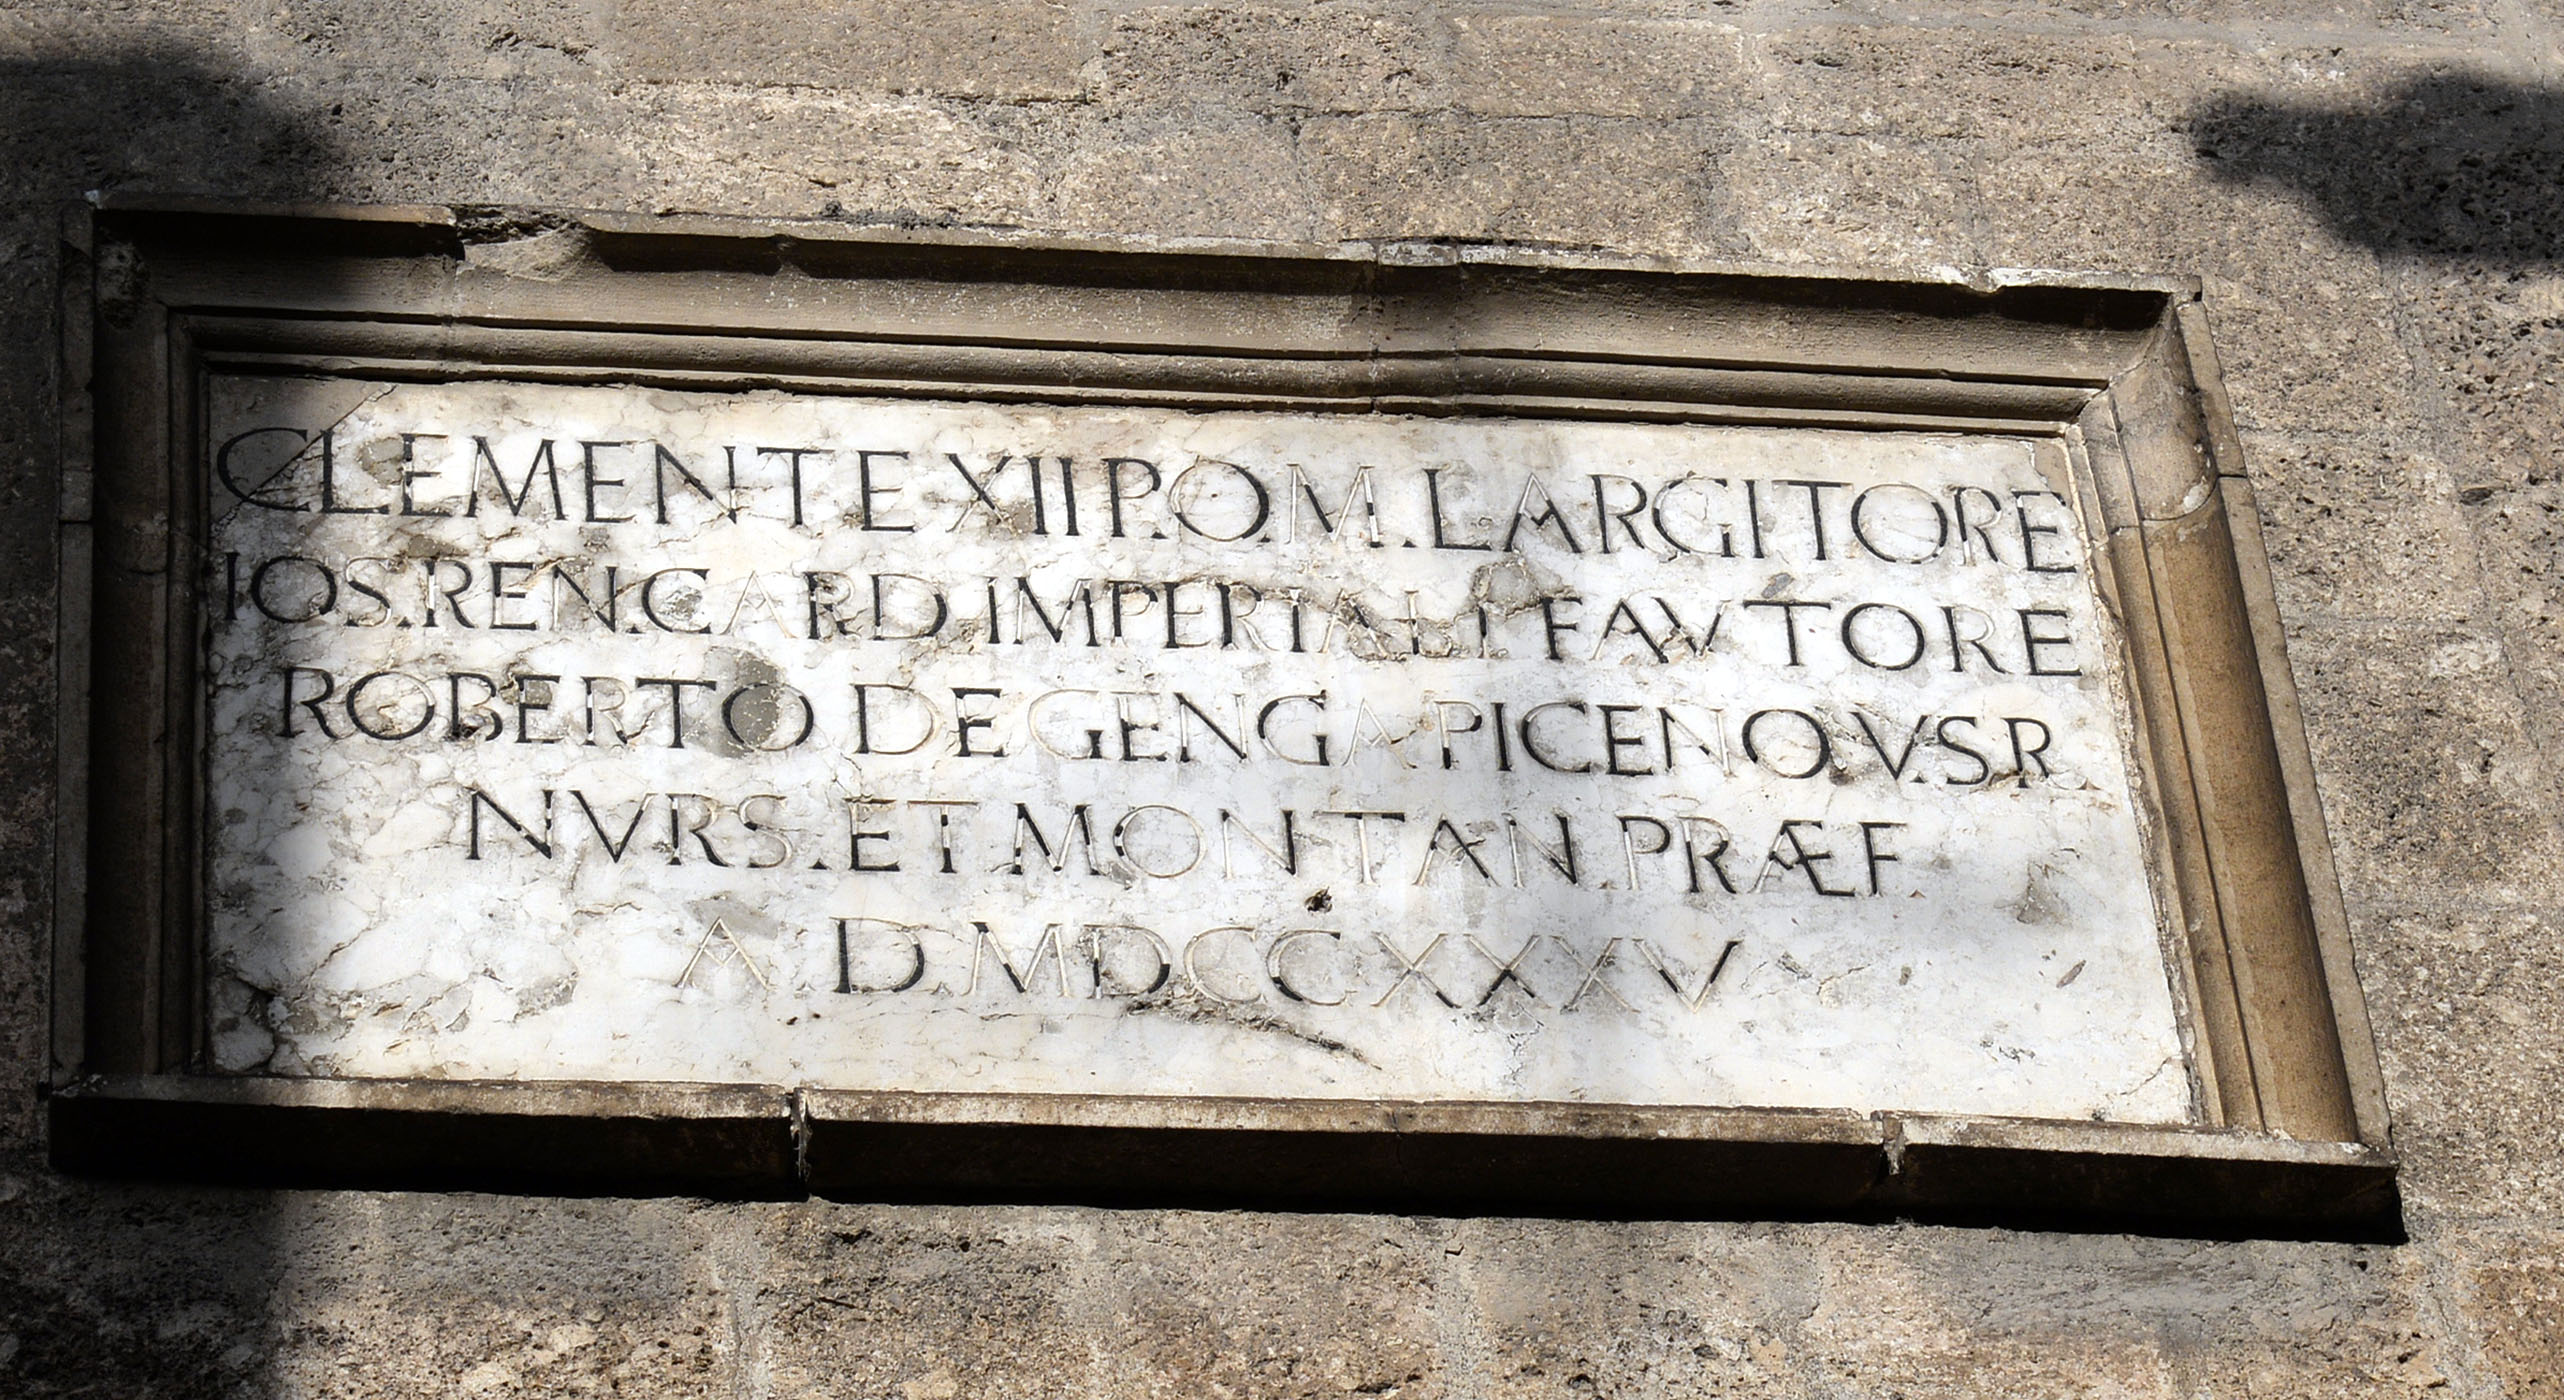 CLEMENTE XII P.O.M. LARGITORE
IOS.REN.CARD IMPERIALI FAVTORE
ROBERTO DE GENGA PICENO.V.S.R.
NVRS.ET MONTAN.PRÆF.
A.D.MDCCXXXV